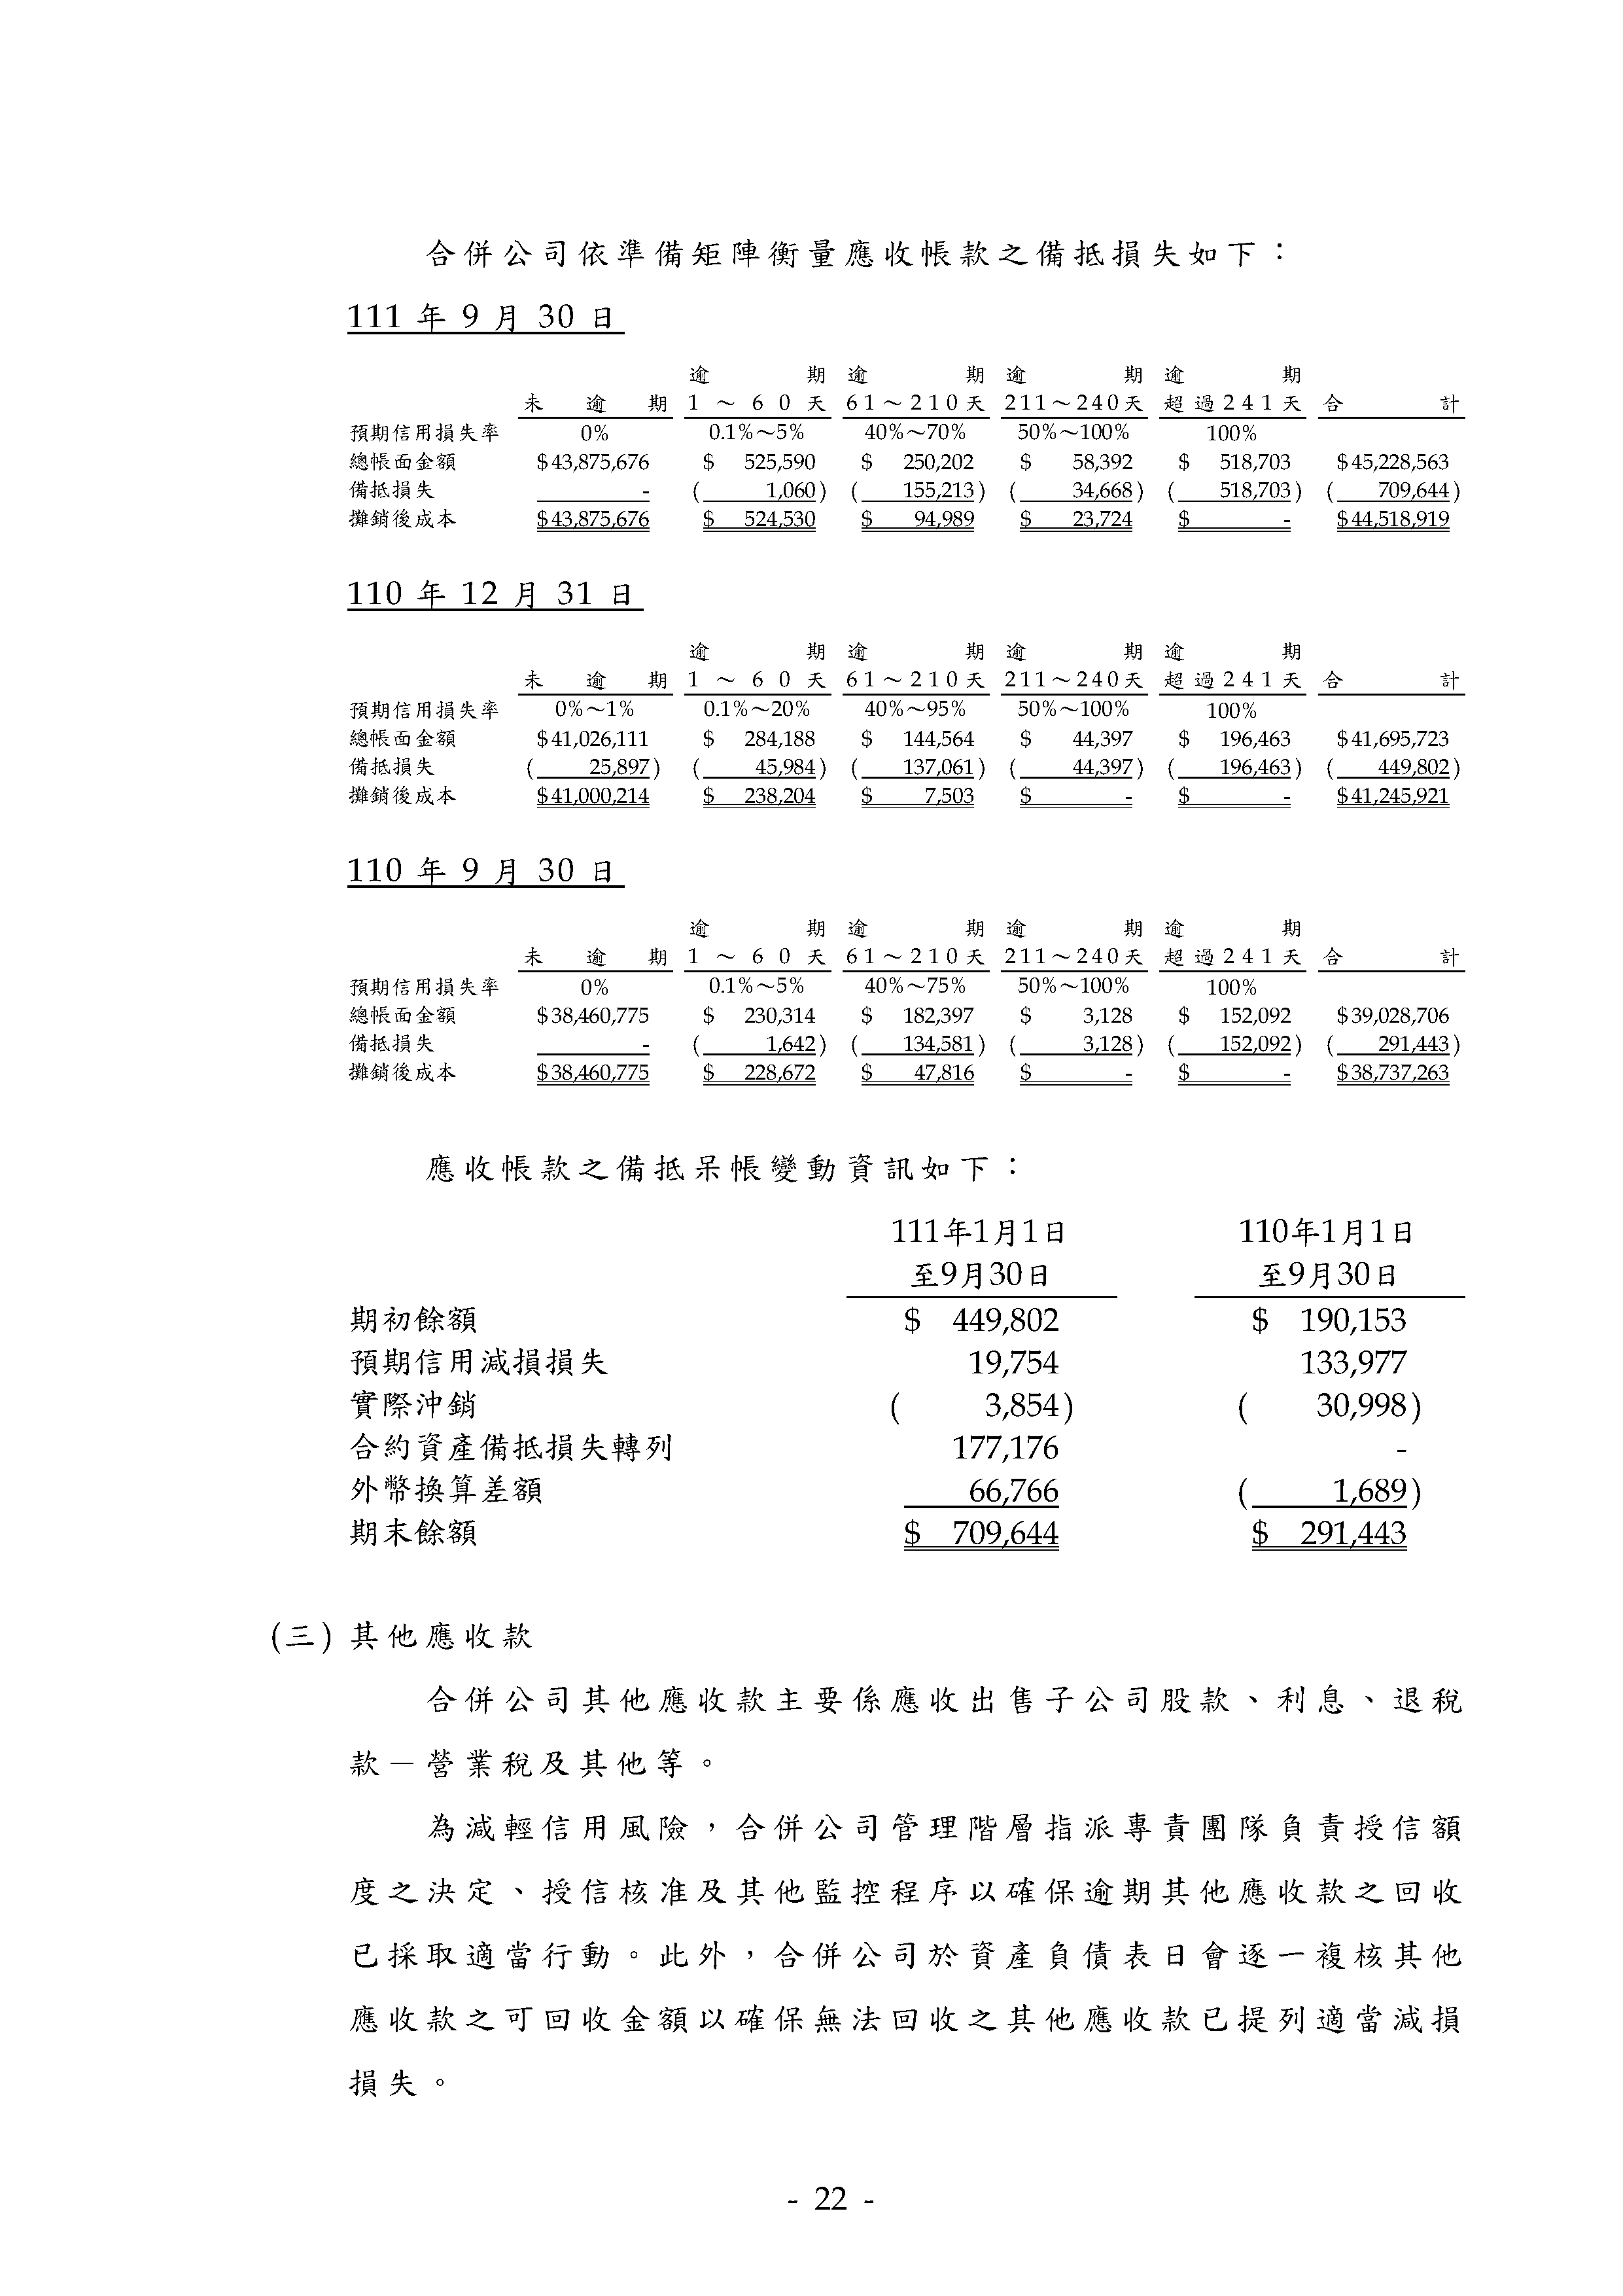 合併公司依準備矩陣衡量應收帳款之備抵損失如下：
111 年 9 月 30 日
逾期 逾期 逾期 逾期
未逾期 1～60天 61～210天 211～240天 超過241天 合計
預期信用損失率 0% 0.1%～5% 40%～70% 50%～100% 100%
總帳面金額 $43,875,676 $ 525,590 $ 250,202 $ 58,392 $ 518,703 $45,228,563
備抵損失 - ( 1,060) ( 155,213) ( 34,668) ( 518,703) ( 709,644)
攤銷後成本 $43,875,676 $ 524,530 $ 94,989 $ 23,724 $ - $44,518,919
110 年 12 月 31 日
逾期 逾期 逾期 逾期
未逾期 1～60天 61～210天 211～240天 超過241天 合計
預期信用損失率 0%～1% 0.1%～20% 40%～95% 50%～100% 100%
總帳面金額 $41,026,111 $ 284,188 $ 144,564 $ 44,397 $ 196,463 $41,695,723
備抵損失 ( 25,897) ( 45,984) ( 137,061) ( 44,397) ( 196,463) ( 449,802)
攤銷後成本 $41,000,214 $ 238,204 $ 7,503 $ - $ - $41,245,921
110 年 9 月 30 日
逾期 逾期 逾期 逾期
未逾期 1～60天 61～210天 211～240天 超過241天 合計
預期信用損失率 0% 0.1%～5% 40%～75% 50%～100% 100%
總帳面金額 $38,460,775 $ 230,314 $ 182,397 $ 3,128 $ 152,092 $39,028,706
備抵損失 - ( 1,642) ( 134,581) ( 3,128) ( 152,092) ( 291,443)
攤銷後成本 $38,460,775 $ 228,672 $ 47,816 $ - $ - $38,737,263
應收帳款之備抵呆帳變動資訊如下：
111年1月1日 110年1月1日
至9月30日 至9月30日
期初餘額 $ 449,802 $ 190,153
預期信用減損損失 19,754 133,977
實際沖銷 ( 3,854) ( 30,998)
合約資產備抵損失轉列 177,176 -
外幣換算差額 66,766 ( 1,689)
期末餘額 $ 709,644 $ 291,443
(三) 其他應收款
合併公司其他應收款主要係應收出售子公司股款、利息、退稅
款－營業稅及其他等。
為減輕信用風險，合併公司管理階層指派專責團隊負責授信額
度之決定、授信核准及其他監控程序以確保逾期其他應收款之回收
已採取適當行動。此外，合併公司於資產負債表日會逐一複核其他
應收款之可回收金額以確保無法回收之其他應收款已提列適當減損
損失。
- 22 -